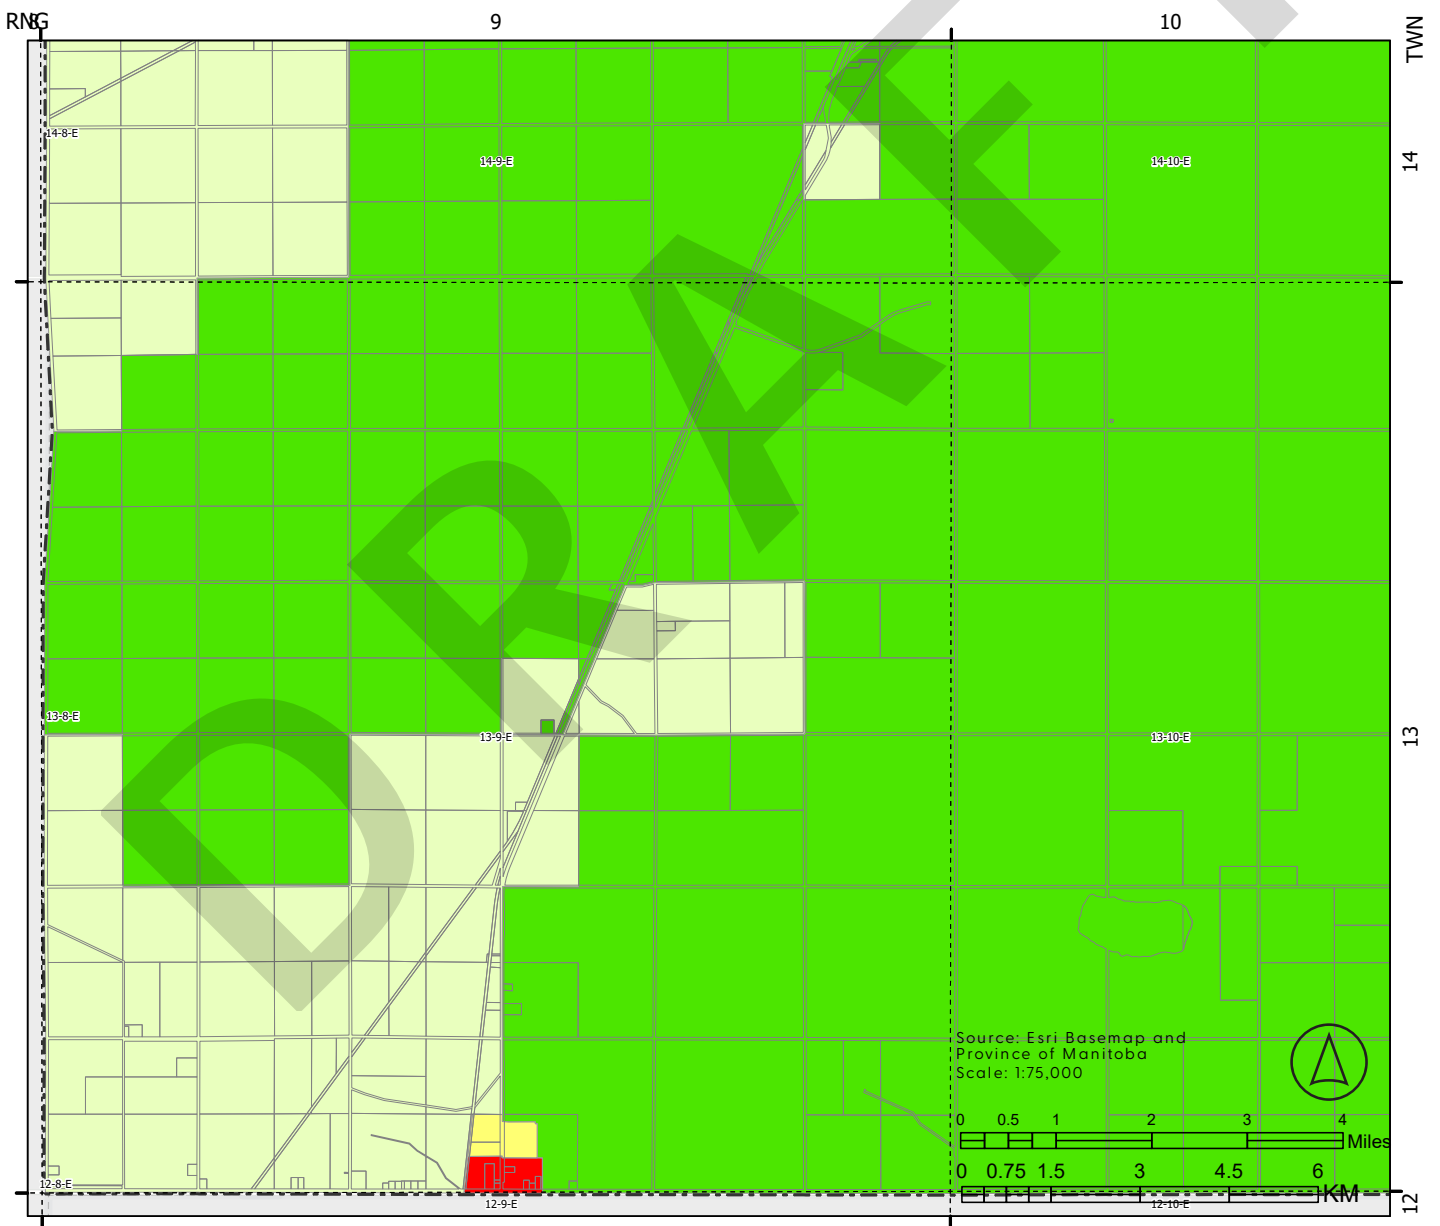 RNG
8
9
10
TWN
14-8-E
14-9-E
14-10-E
14
DRAFT
13-8-E
13-9-E
13-10-E
13
Source: Esri Basemap and
Province of Manitoba
Scale: 1:75,000
0 0.5 1 2 3 4
Miles
0 0.75 1.5 3 4.5 6
KM
12-8-E
12-9-E
12-10-E
12